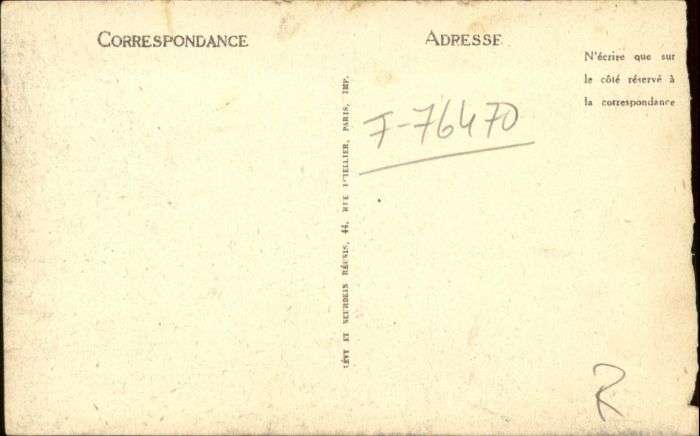 CORRESPONDANCE
ADRESSE
N'écrire que sur
le côté réservé à
la correspondance
LÉVY ET NEURDEIN RÉUNIS, 44, RUE LETELLIER, PARIS, IMP.
F-76470
R